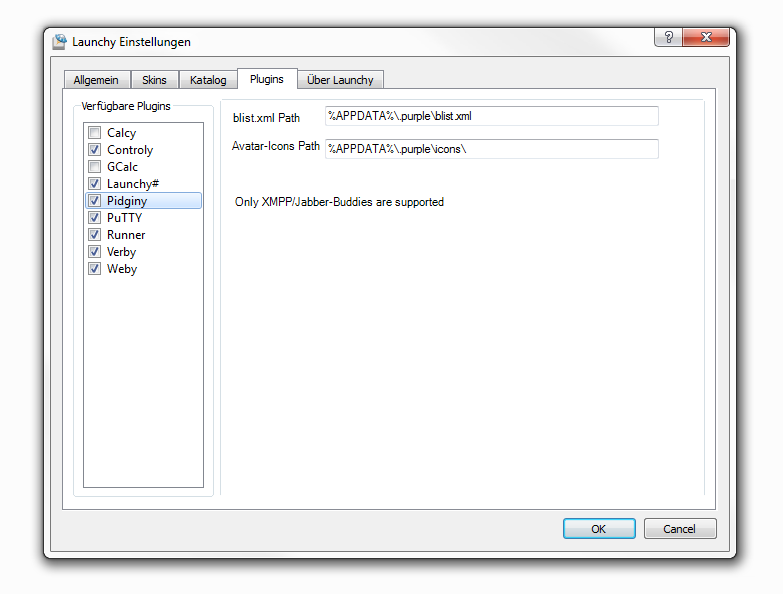 Launchy Einstellungen
?
Allgemein Skins Katalog Plugins Über Launchy
Verfügbare Plugins
Calcy
Controly
GCalc
Launchy#
Pidginy
PuTTY
Runner
Verby
Weby
blist.xml Path %APPDATA%\.purple\blist.xml
Avatar-Icons Path %APPDATA%\.purple\icons\
Only XMPP/Jabber-Buddies are supported
OK Cancel